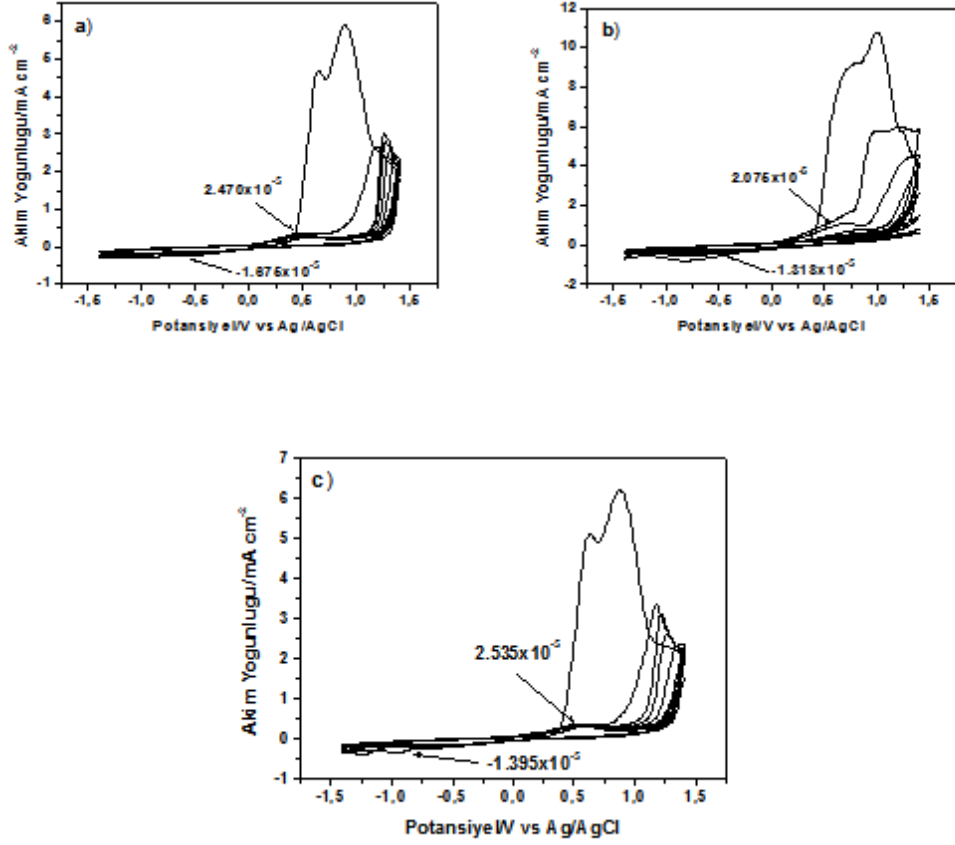 a)
Akim Yogunlugu/mA cm⁻²
6
5
4
3
2
1
0
-1
2.470x10⁻⁵
-1.675x10⁻⁵
-1,5 -1,0 -0,5 0,0 0,5 1,0 1,5
Potansiyel/V vs Ag/AgCl
b)
Akim Yogunlugu/mA cm⁻²
12
10
8
6
4
2
0
-2
2.075x10⁻⁵
-1.318x10⁻⁵
-1,5 -1,0 -0,5 0,0 0,5 1,0 1,5
Potansiyel/V vs Ag/AgCl
c)
Akim Yogunlugu/mA cm⁻²
7
6
5
4
3
2
1
0
-1
2.535x10⁻⁵
-1.395x10⁻⁵
-1,5 -1,0 -0,5 0,0 0,5 1,0 1,5
Potansiyel/V vs Ag/AgCl